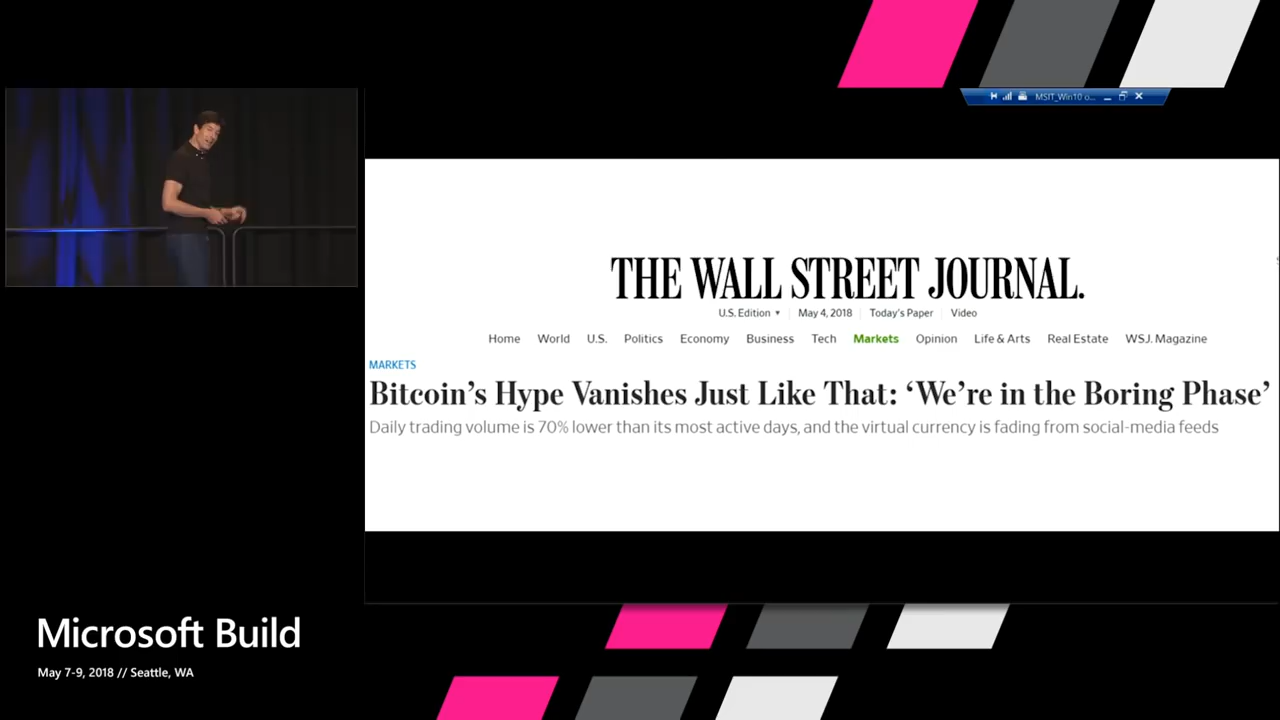 MSIT_Win10 o...
THE WALL STREET JOURNAL.
U.S. Edition ▾ May 4, 2018 Today's Paper Video
Home World U.S. Politics Economy Business Tech Markets Opinion Life & Arts Real Estate WSJ. Magazine
MARKETS
Bitcoin's Hype Vanishes Just Like That: 'We're in the Boring Phase'
Daily trading volume is 70% lower than its most active days, and the virtual currency is fading from social-media feeds
Microsoft Build
May 7-9, 2018 // Seattle, WA